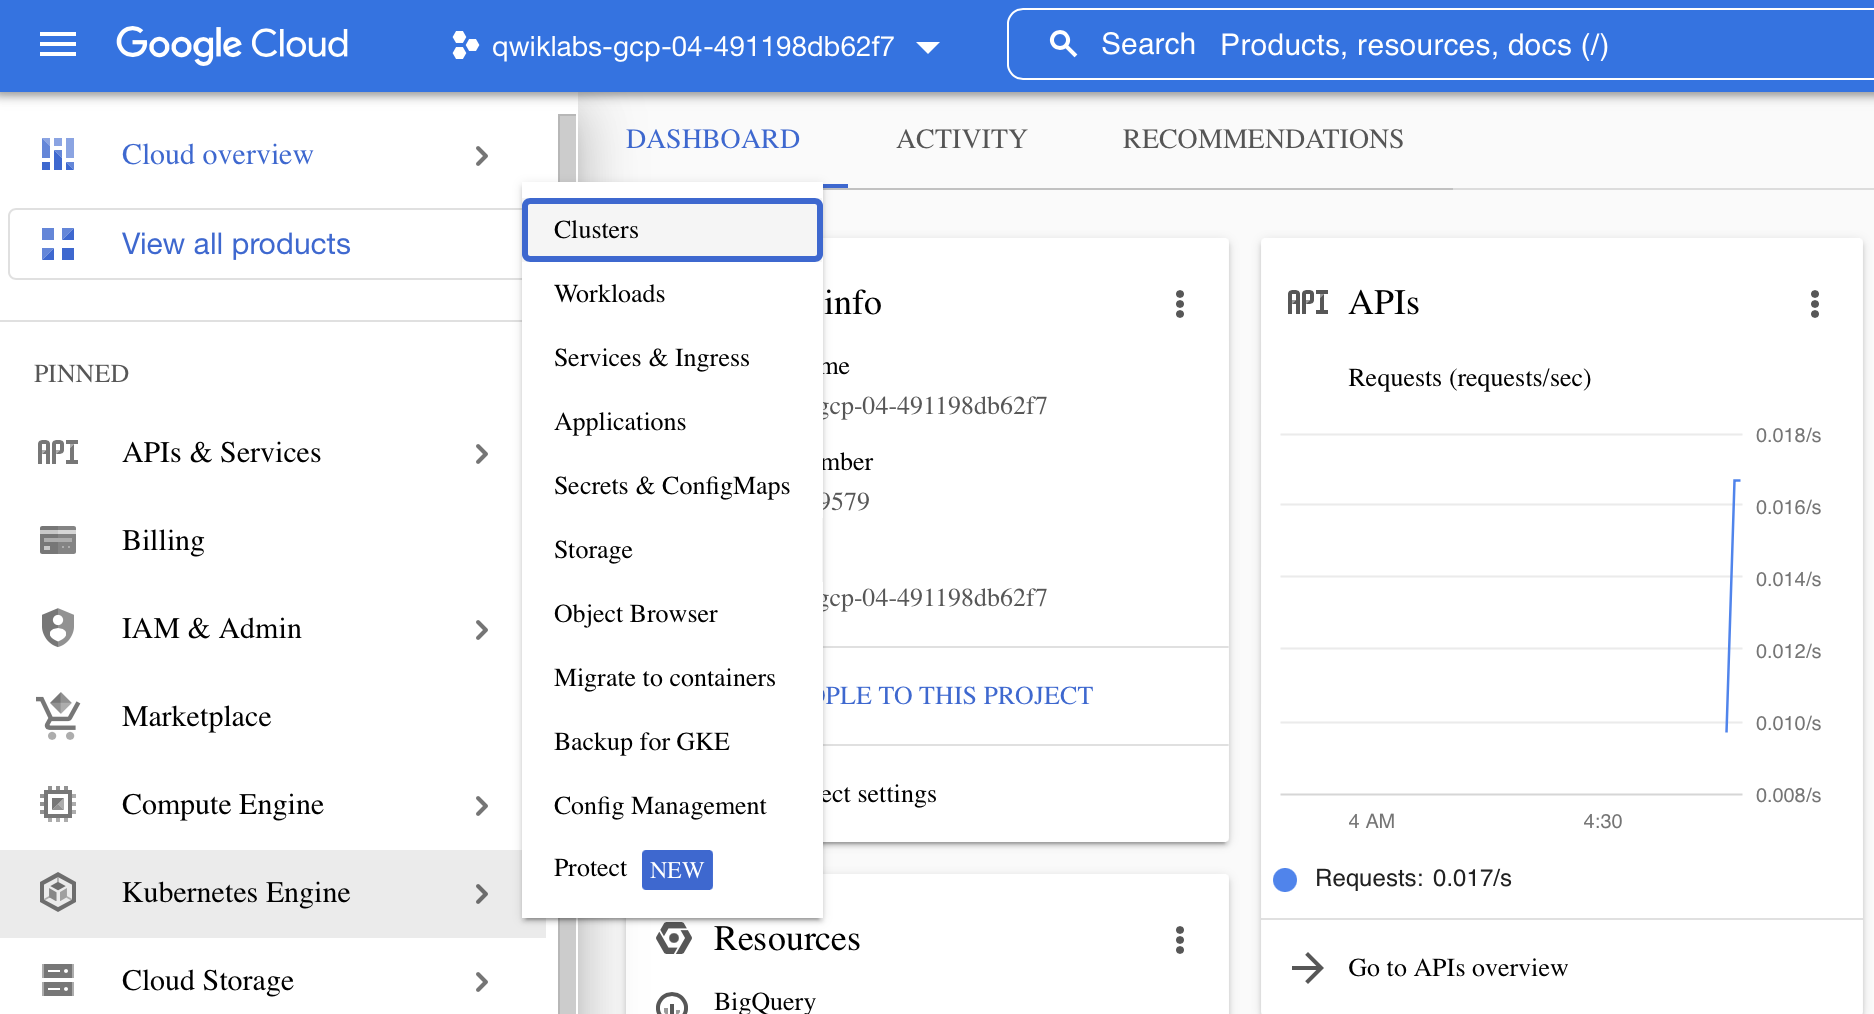 Google Cloud
qwiklabs-gcp-04-491198db62f7
Search Products, resources, docs (/)
Cloud overview
View all products
PINNED
API APIs & Services
Billing
IAM & Admin
Marketplace
Compute Engine
Kubernetes Engine
Cloud Storage
Clusters
Workloads
Services & Ingress
Applications
Secrets & ConfigMaps
Storage
Object Browser
Migrate to containers
Backup for GKE
Config Management
Protect NEW
DASHBOARD ACTIVITY RECOMMENDATIONS
info
me
gcp-04-491198db62f7
mber
9579
gcp-04-491198db62f7
OPLE TO THIS PROJECT
ect settings
Resources
BigQuery
API APIs
Requests (requests/sec)
0.018/s
0.016/s
0.014/s
0.012/s
0.010/s
0.008/s
4 AM 4:30
Requests: 0.017/s
Go to APIs overview